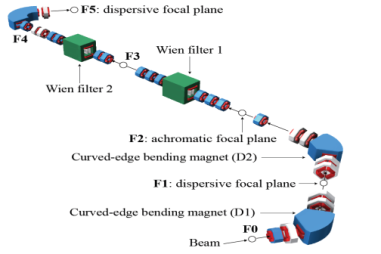 F5: dispersive focal plane
F4
Wien filter 1
F3
Wien filter 2
F2: achromatic focal plane
Curved-edge bending magnet (D2)
F1: dispersive focal plane
Curved-edge bending magnet (D1)
F0
Beam